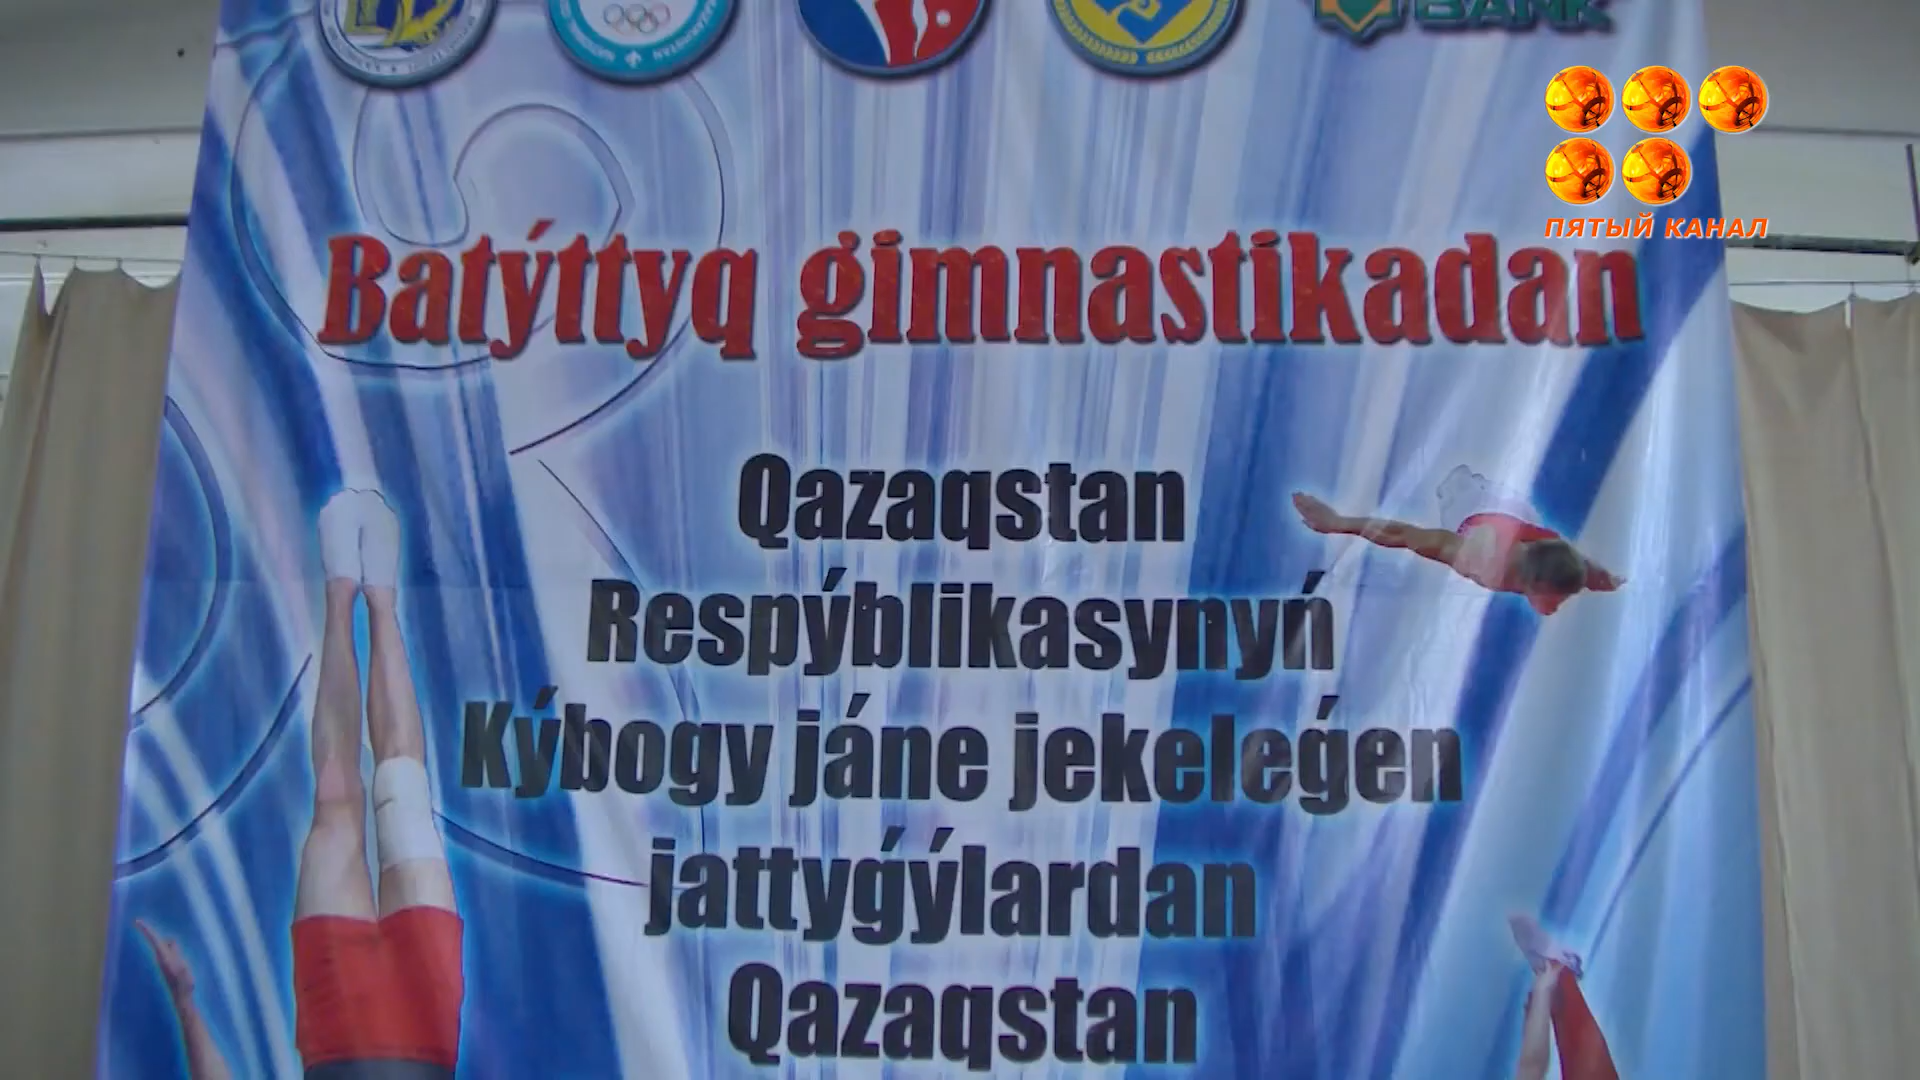 BANK
ПЯТЫЙ КАНАЛ
Batýttyq gimnastikadan
Qazaqstan
Respýblikasynyń
Kýbogy jáne jekeleǵen
jattyǵýlardan
Qazaqstan